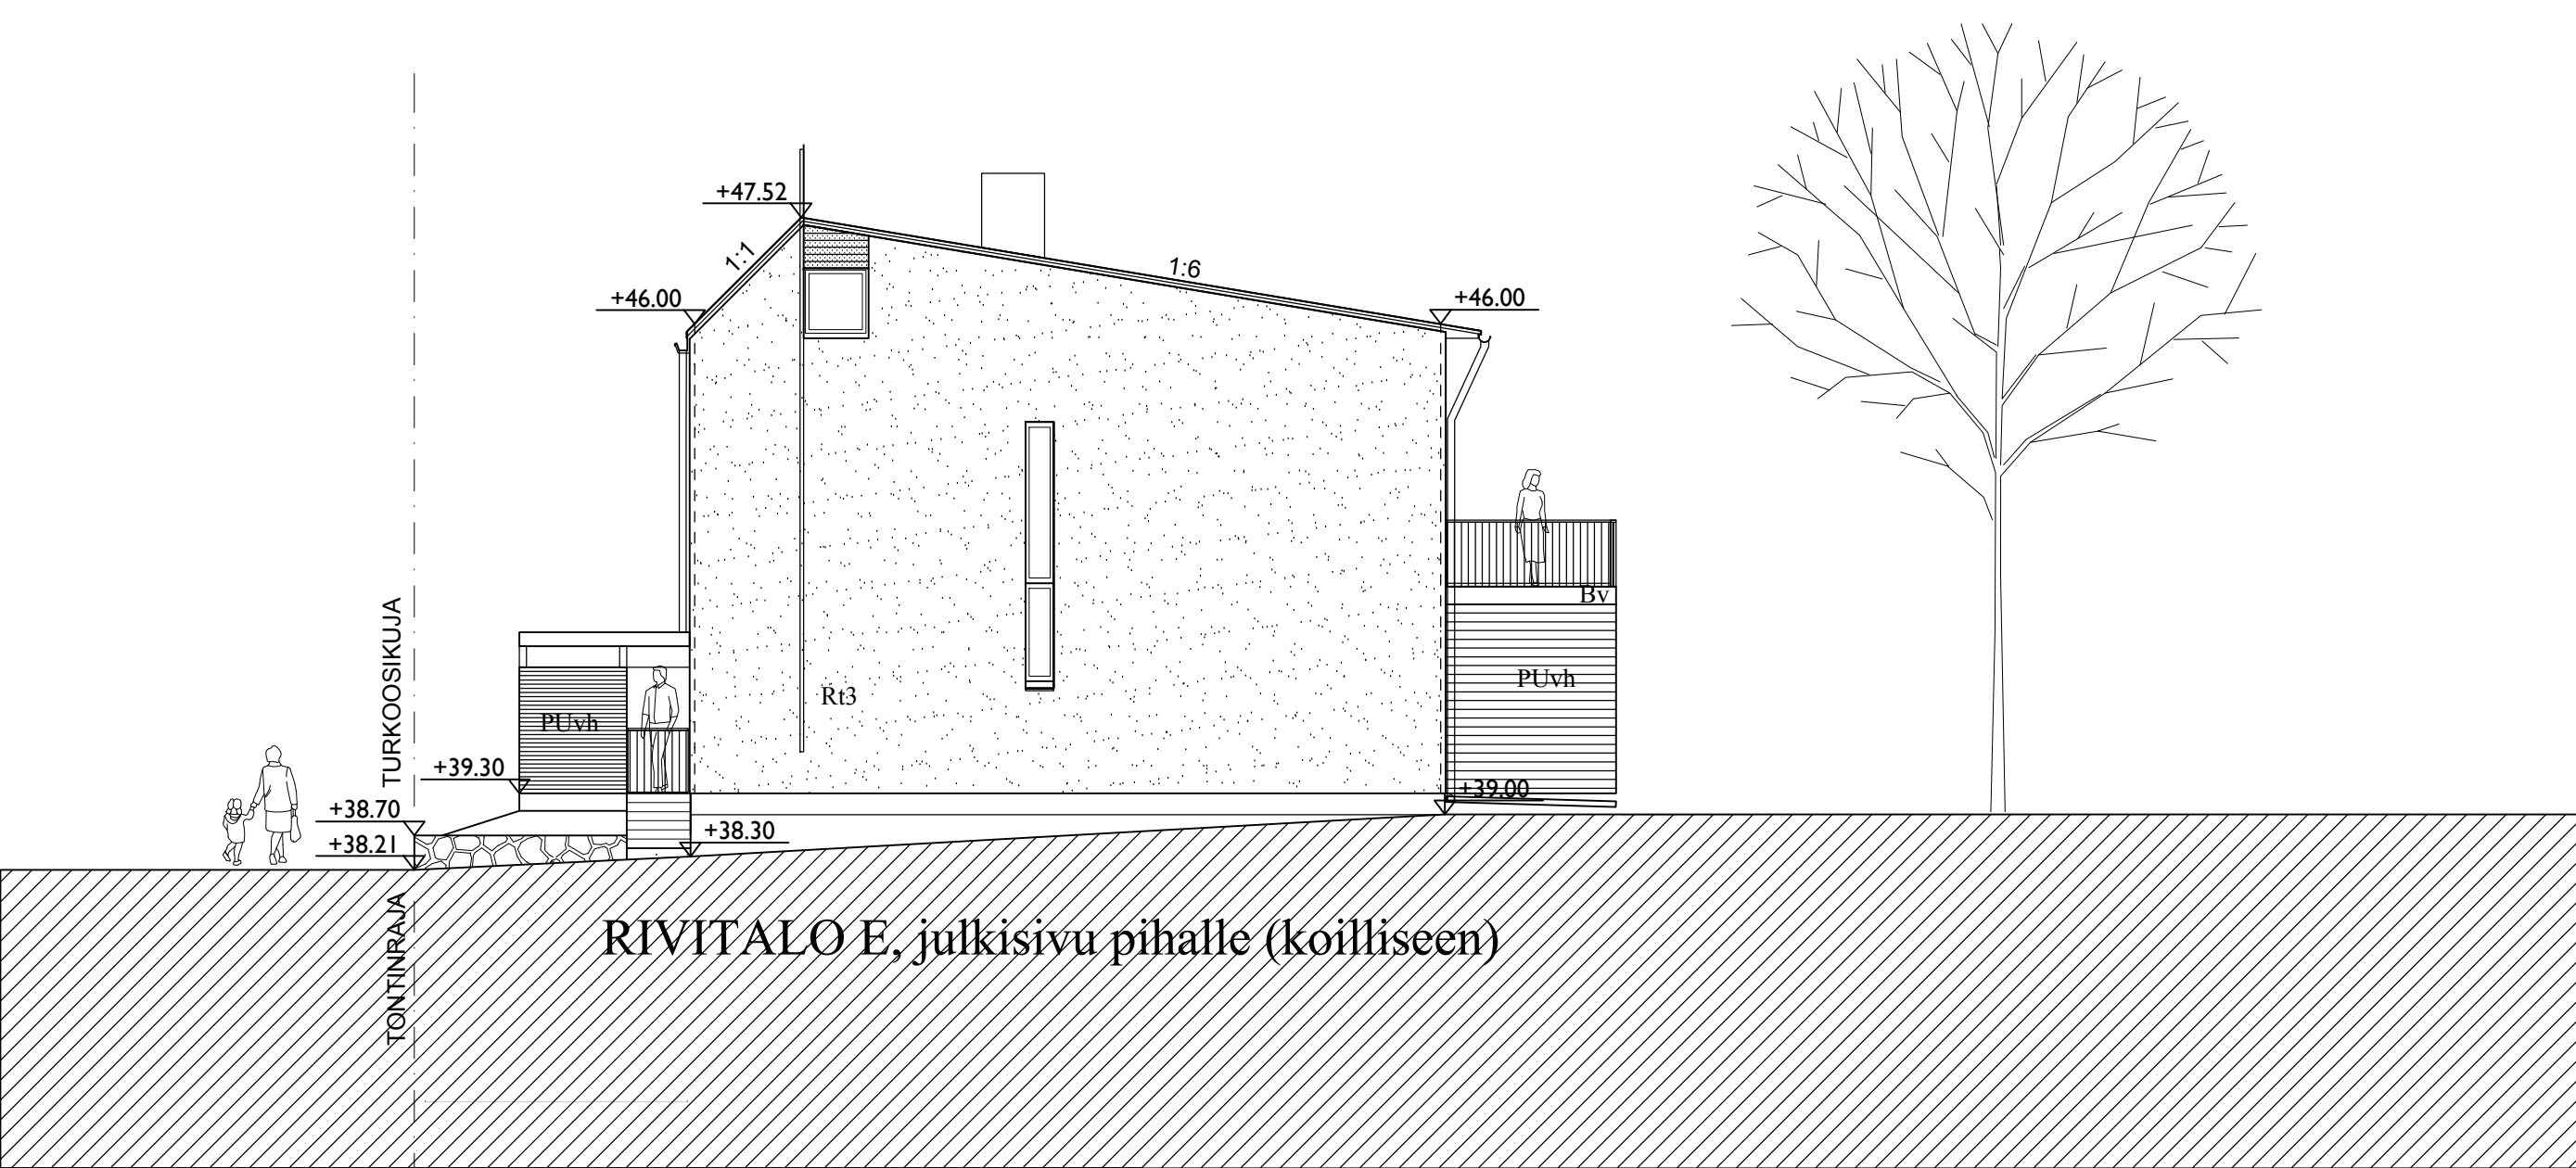 +47.52
1:1
1:6
+46.00
+46.00
Bv
PUvh
Rt3
PUvh
TURKOOSIKUJA
+39.30
+39.00
+38.70
+38.30
+38.21
TONTINRAJA
RIVITALO E, julkisivu pihalle (koilliseen)